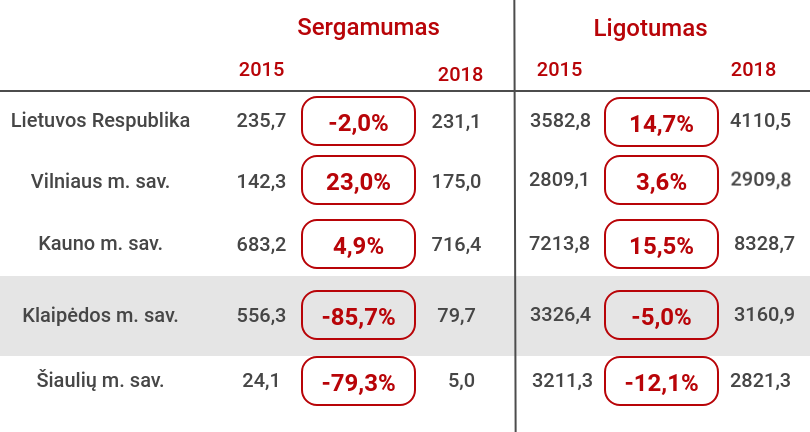 Sergamumas Ligotumas
2015 2018 2015 2018
Lietuvos Respublika 235,7 -2,0% 231,1 3582,8 14,7% 4110,5
Vilniaus m. sav. 142,3 23,0% 175,0 2809,1 3,6% 2909,8
Kauno m. sav. 683,2 4,9% 716,4 7213,8 15,5% 8328,7
Klaipėdos m. sav. 556,3 -85,7% 79,7 3326,4 -5,0% 3160,9
Šiaulių m. sav. 24,1 -79,3% 5,0 3211,3 -12,1% 2821,3